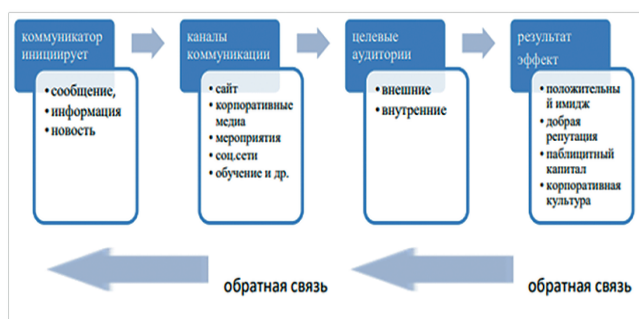 коммуникатор
инициирует
• сообщение,
• информация
• новость
каналы
коммуникации
• сайт
• корпоративные
медиа
• мероприятия
• соц.сети
• обучение и др.
целевые
аудитории
• внешние
• внутренние
результат
эффект
• положительны
й имидж
• добрая
репутация
• паблицитный
капитал
• корпоративная
культура
обратная связь
обратная связь